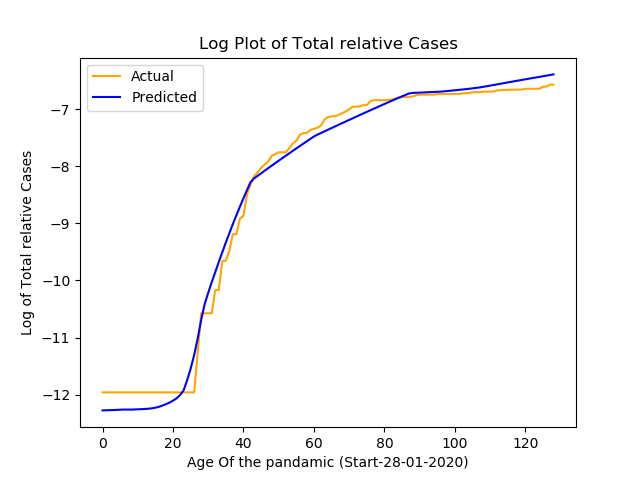 Log Plot of Total relative Cases
Actual
Predicted
Log of Total relative Cases
−7
−8
−9
−10
−11
−12
0 20 40 60 80 100 120
Age Of the pandamic (Start-28-01-2020)